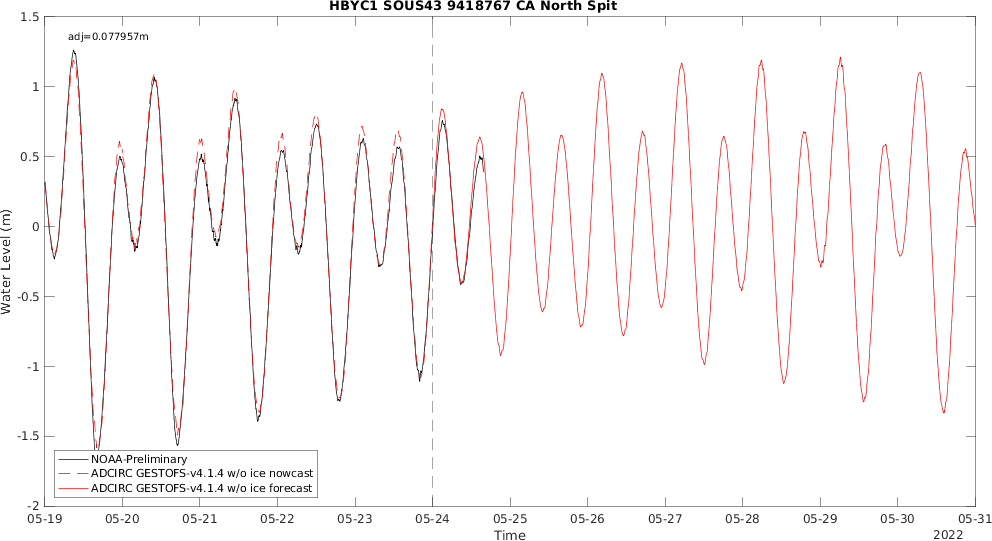 HBYC1 SOUS43 9418767 CA North Spit
adj=0.077957m
Water Level (m)
1.5
1
0.5
0
-0.5
-1
-1.5
-2
NOAA-Preliminary
ADCIRC GESTOFS-v4.1.4 w/o ice nowcast
ADCIRC GESTOFS-v4.1.4 w/o ice forecast
05-19 05-20 05-21 05-22 05-23 05-24 05-25 05-26 05-27 05-28 05-29 05-30 05-31
Time
2022